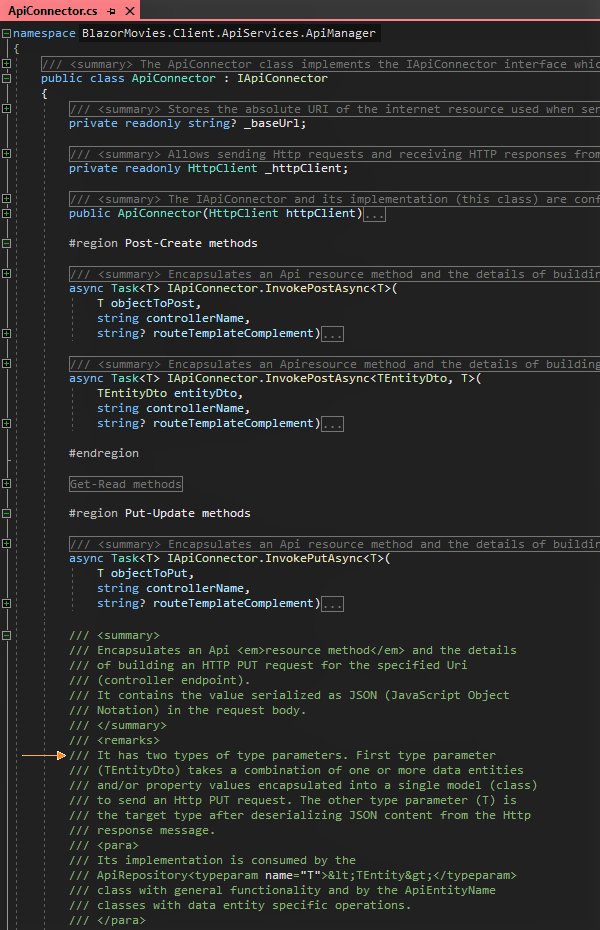 ApiConnector.cs
namespace BlazorMovies.Client.ApiServices.ApiManager
{
/// <summary> The ApiConnector class implements the IApiConnector interface whic
public class ApiConnector : IApiConnector
{
/// <summary> Stores the absolute URI of the internet resource used when sen
private readonly string? _baseUrl;
/// <summary> Allows sending Http requests and receiving HTTP responses from
private readonly HttpClient _httpClient;
/// <summary> The IApiConnector and its implementation (this class) are conf
public ApiConnector(HttpClient httpClient)...
#region Post-Create methods
/// <summary> Encapsulates an Api resource method and the details of buildin
async Task<T> IApiConnector.InvokePostAsync<T>(
T objectToPost,
string controllerName,
string? routeTemplateComplement)...
/// <summary> Encapsulates an Apiresource method and the details of building
async Task<T> IApiConnector.InvokePostAsync<TEntityDto, T>(
TEntityDto entityDto,
string controllerName,
string? routeTemplateComplement)...
#endregion
Get-Read methods
#region Put-Update methods
/// <summary> Encapsulates an Api resource method and the details of buildin
async Task<T> IApiConnector.InvokePutAsync<T>(
T objectToPut,
string controllerName,
string? routeTemplateComplement)...
/// <summary>
/// Encapsulates an Api <em>resource method</em> and the details
/// of building an HTTP PUT request for the specified Uri
/// (controller endpoint).
/// It contains the value serialized as JSON (JavaScript Object
/// Notation) in the request body.
/// </summary>
/// <remarks>
/// It has two types of type parameters. First type parameter
/// (TEntityDto) takes a combination of one or more data entities
/// and/or property values encapsulated into a single model (class)
/// to send an Http PUT request. The other type parameter (T) is
/// the target type after deserializing JSON content from the Http
/// response message.
/// <para>
/// Its implementation is consumed by the
/// ApiRepository<typeparam name="T">&lt;TEntity&gt;</typeparam>
/// class with general functionality and by the ApiEntityName
/// classes with data entity specific operations.
/// </para>